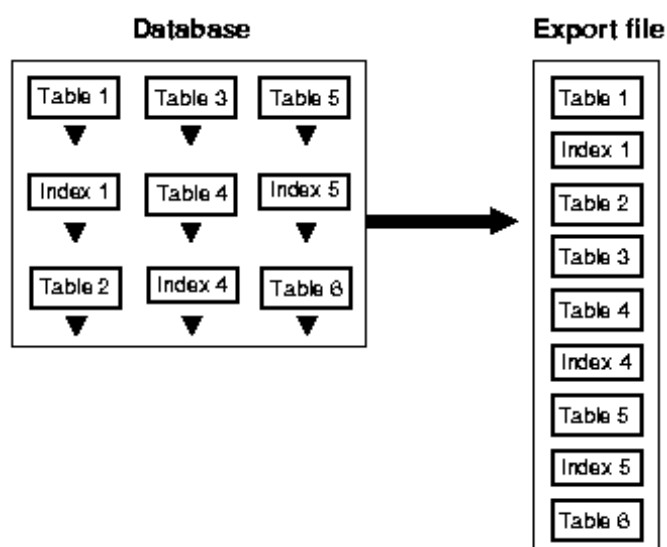 Database
Export file
Table 1
Table 3
Table 5
Index 1
Table 4
Index 5
Table 2
Index 4
Table 6
Table 1
Index 1
Table 2
Table 3
Table 4
Index 4
Table 5
Index 5
Table 6